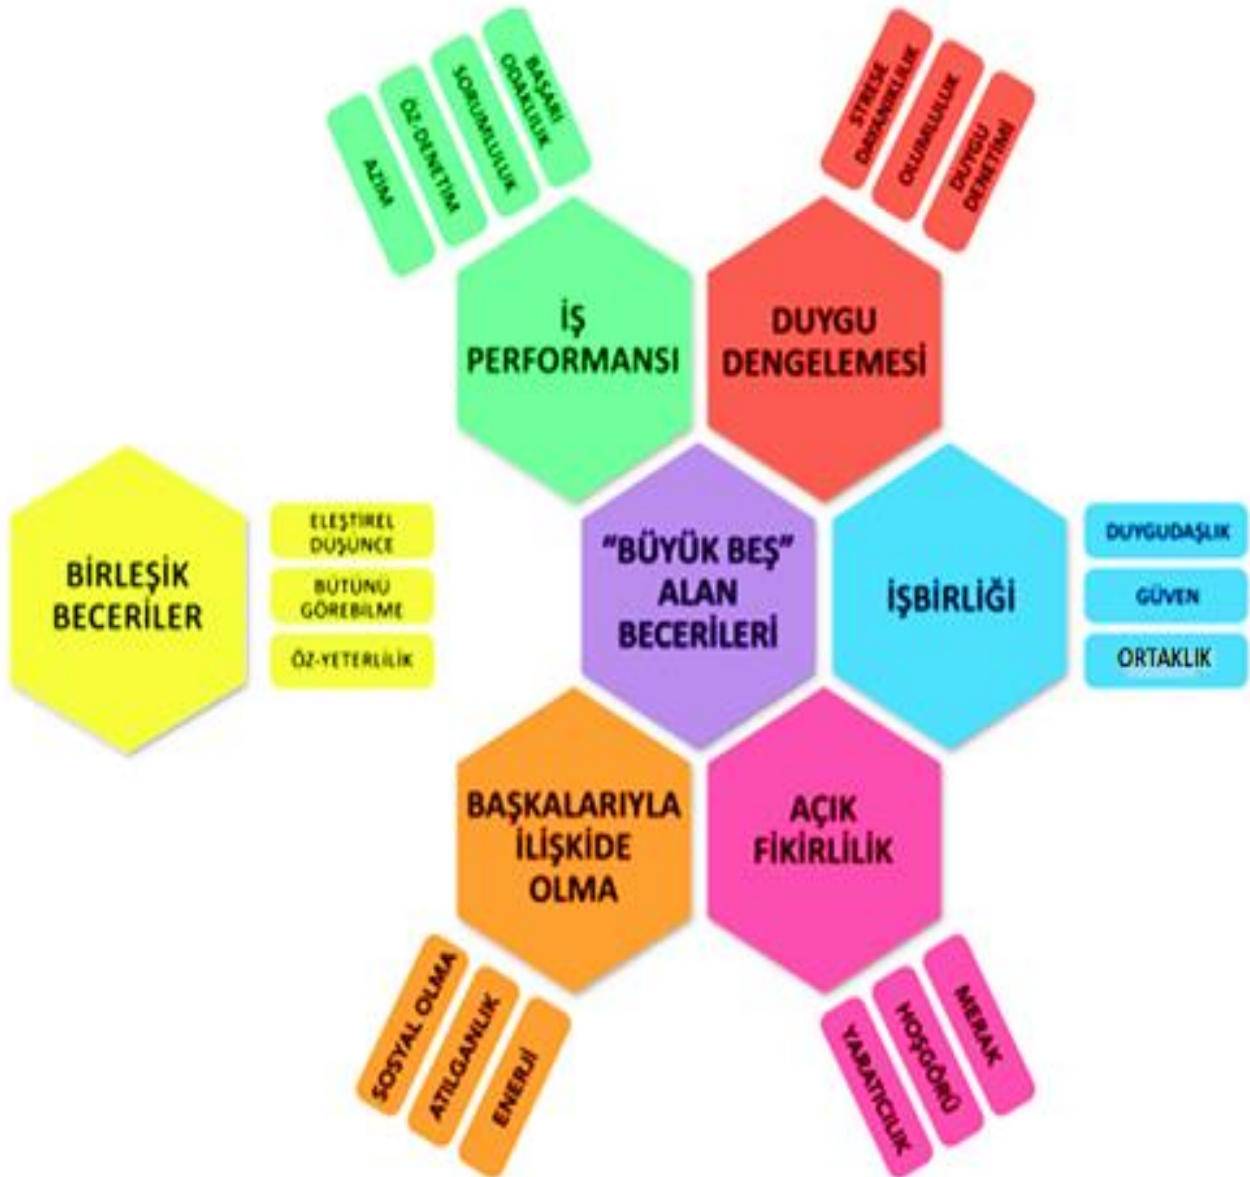 BAŞARI
ODAKLILIK
SORUMLULUK
ÖZ-DENETİM
AZİM
STRESE
DAYANIKLILIK
OLUMLULUK
DUYGU
DENETİMİ
İŞ
PERFORMANSI
DUYGU
DENGELEMESİ
BİRLEŞİK
BECERİLER
ELEŞTİREL
DÜŞÜNCE
BÜTÜNÜ
GÖREBİLME
ÖZ-YETERLİLİK
"BÜYÜK BEŞ"
ALAN
BECERİLERİ
İŞBİRLİĞİ
DUYGUDAŞLIK
GÜVEN
ORTAKLIK
BAŞKALARIYLA
İLİŞKİDE
OLMA
AÇIK
FİKİRLİLİK
SOSYAL OLMA
ATILGANLIK
ENERJİ
YARATICILIK
HOŞGÖRÜ
MERAK